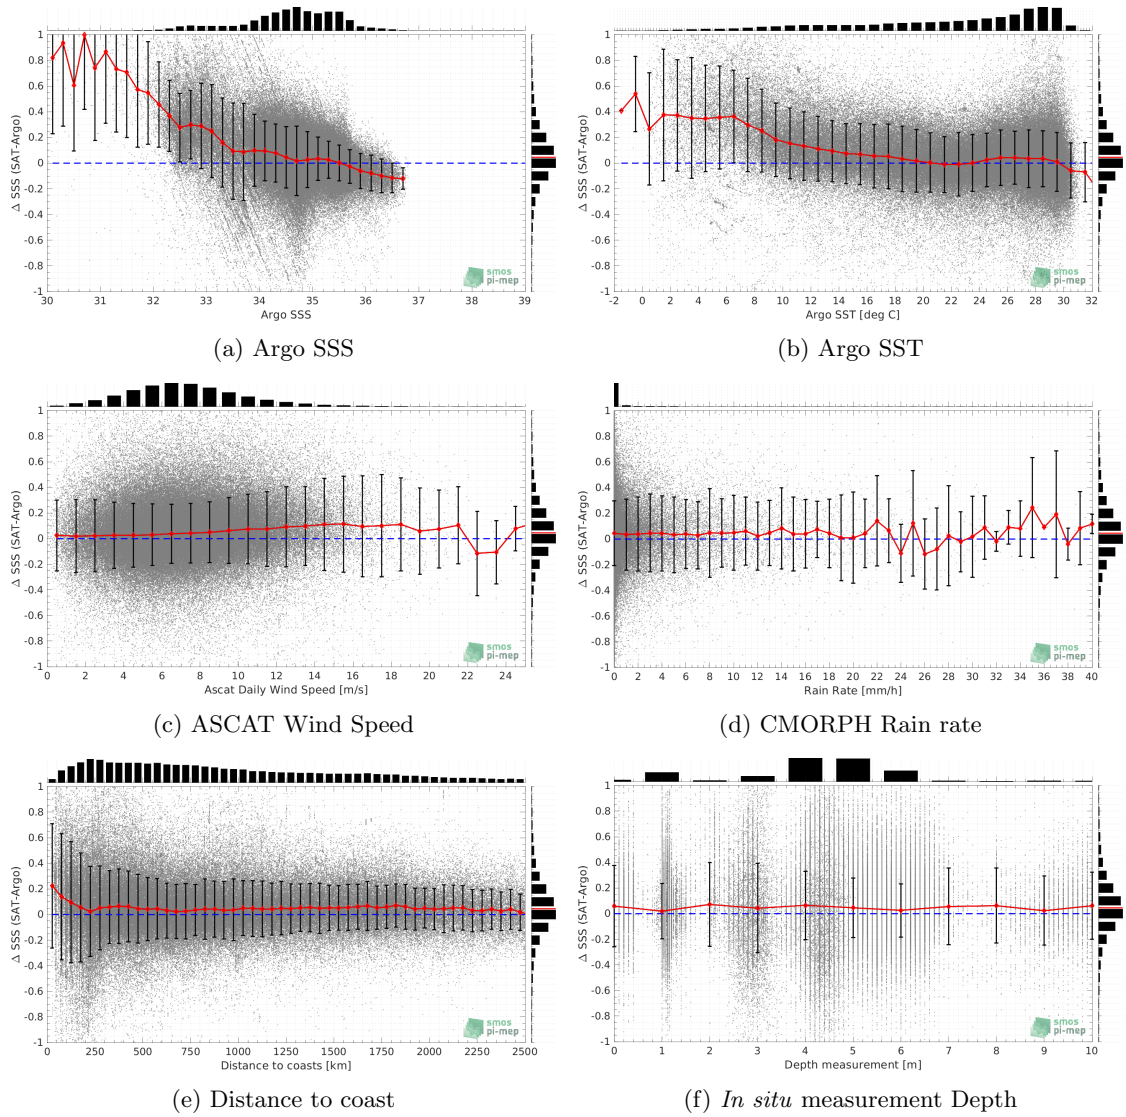 1
0.8
0.6
0.4
0.2
0
-0.2
-0.4
-0.6
-0.8
-1
Δ SSS (SAT-Argo)
smos
pi-mep
30 31 32 33 34 35 36 37 38 39
Argo SSS
(a) Argo SSS
1
0.8
0.6
0.4
0.2
0
-0.2
-0.4
-0.6
-0.8
-1
Δ SSS (SAT-Argo)
smos
pi-mep
-2 0 2 4 6 8 10 12 14 16 18 20 22 24 26 28 30 32
Argo SST [deg C]
(b) Argo SST
1
0.8
0.6
0.4
0.2
0
-0.2
-0.4
-0.6
-0.8
-1
Δ SSS (SAT-Argo)
smos
pi-mep
0 2 4 6 8 10 12 14 16 18 20 22 24
Ascat Daily Wind Speed [m/s]
(c) ASCAT Wind Speed
1
0.8
0.6
0.4
0.2
0
-0.2
-0.4
-0.6
-0.8
-1
Δ SSS (SAT-Argo)
smos
pi-mep
0 2 4 6 8 10 12 14 16 18 20 22 24 26 28 30 32 34 36 38 40
Rain Rate [mm/h]
(d) CMORPH Rain rate
1
0.8
0.6
0.4
0.2
0
-0.2
-0.4
-0.6
-0.8
-1
Δ SSS (SAT-Argo)
smos
pi-mep
0 250 500 750 1000 1250 1500 1750 2000 2250 2500
Distance to coasts [km]
(e) Distance to coast
1
0.8
0.6
0.4
0.2
0
-0.2
-0.4
-0.6
-0.8
-1
Δ SSS (SAT-Argo)
smos
pi-mep
0 1 2 3 4 5 6 7 8 9 10
Depth measurement [m]
(f) In situ measurement Depth